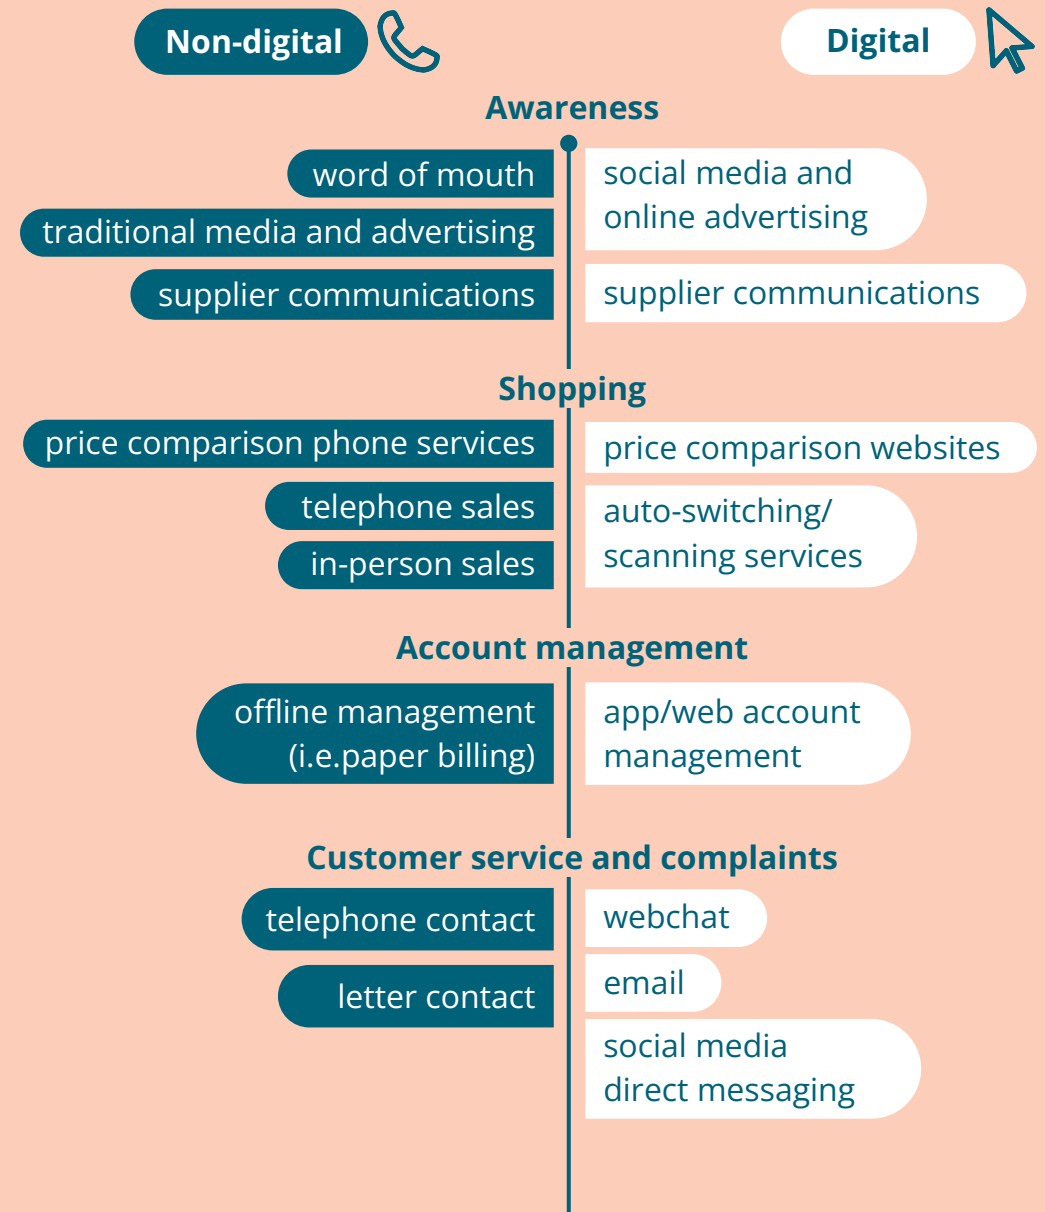 Non-digital
Digital
Awareness
word of mouth
traditional media and advertising
supplier communications
social media and
online advertising
supplier communications
Shopping
price comparison phone services
telephone sales
in-person sales
price comparison websites
auto-switching/
scanning services
Account management
offline management
(i.e.paper billing)
app/web account
management
Customer service and complaints
telephone contact
letter contact
webchat
email
social media
direct messaging